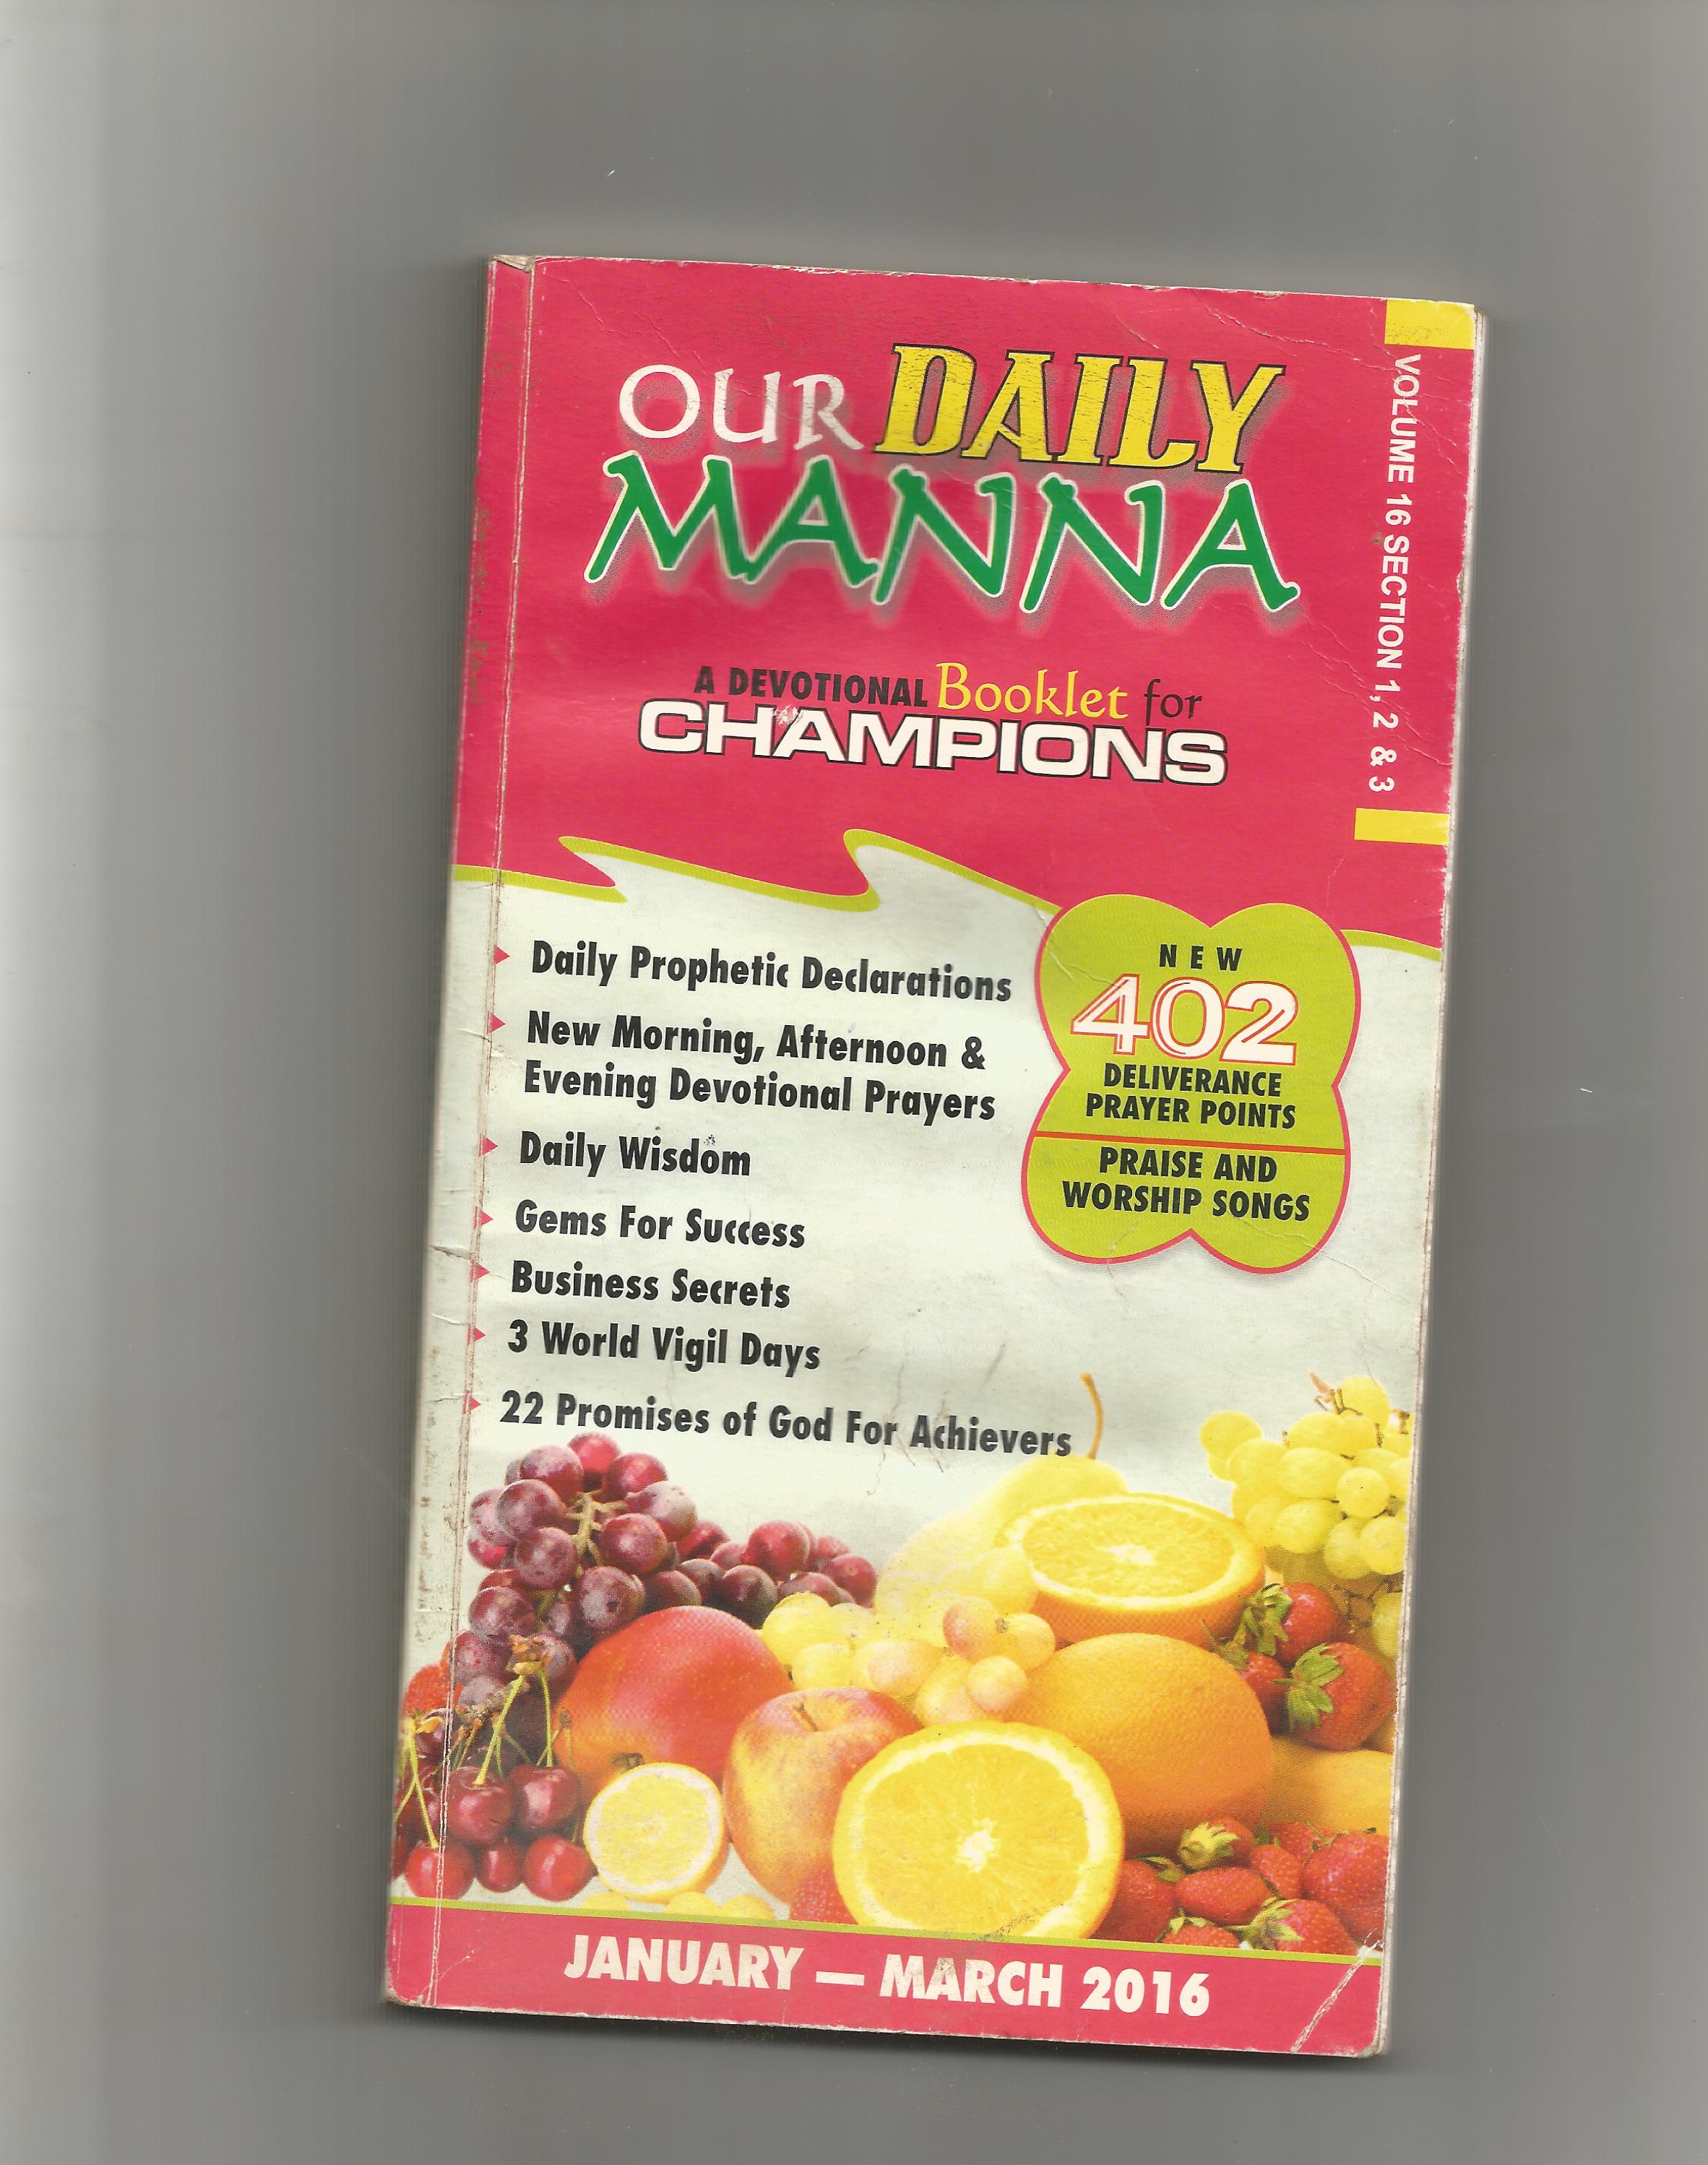 OUR DAILY
MANNA
A DEVOTIONAL Booklet for
CHAMPIONS
VOLUME 16 SECTION 1, 2 & 3
Daily Prophetic Declarations
New Morning, Afternoon &
Evening Devotional Prayers
Daily Wisdom
Gems For Success
Business Secrets
3 World Vigil Days
22 Promises of God For Achievers
NEW
402
DELIVERANCE
PRAYER POINTS
PRAISE AND
WORSHIP SONGS
JANUARY — MARCH 2016